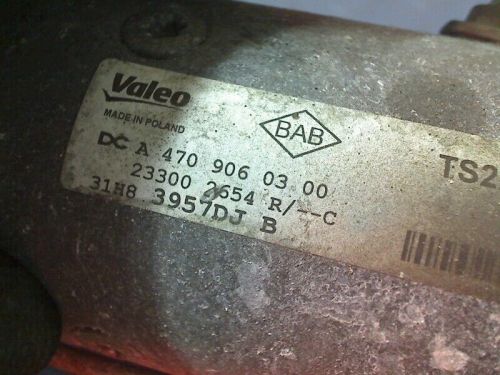 Valeo
MADE IN POLAND
BAB
TS2
DC A 470 906 03 00
23300 2654 R/--C
31H8 3957DJ B